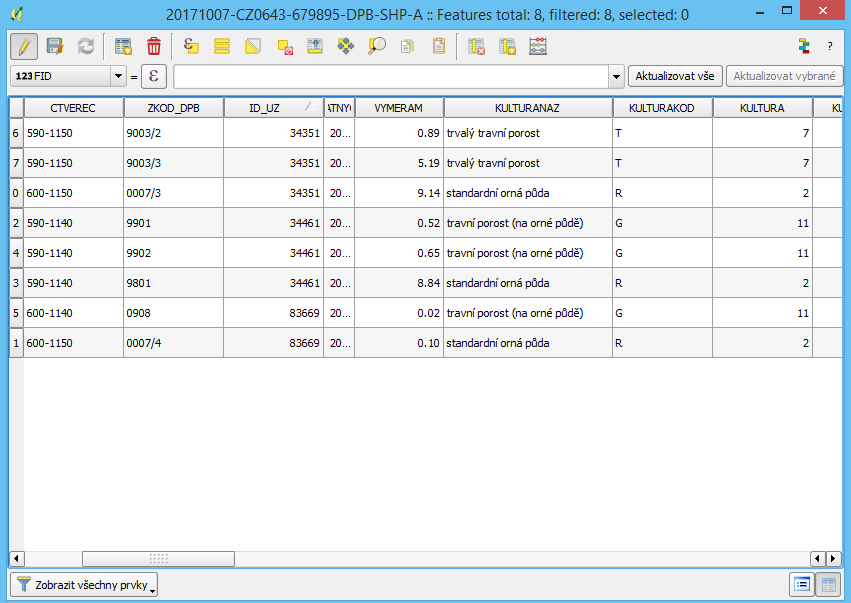 20171007-CZ0643-679895-DPB-SHP-A :: Features total: 8, filtered: 8, selected: 0
123 FID = ε Aktualizovat vše Aktualizovat vybrané
CTVEREC ZKOD_DPB ID_UZ VYMERAM KULTURANAZ KULTURAKOD KULTURA
6 590-1150 9003/2 34351 20... 0.89 trvalý travní porost T 7
7 590-1150 9003/3 34351 20... 5.19 trvalý travní porost T 7
0 600-1150 0007/3 34351 20... 9.14 standardní orná půda R 2
2 590-1140 9901 34461 20... 0.52 travní porost (na orné půdě) G 11
4 590-1140 9902 34461 20... 0.65 travní porost (na orné půdě) G 11
3 590-1140 9801 34461 20... 8.84 standardní orná půda R 2
5 600-1140 0908 83669 20... 0.02 travní porost (na orné půdě) G 11
1 600-1150 0007/4 83669 20... 0.10 standardní orná půda R 2
Zobrazit všechny prvky